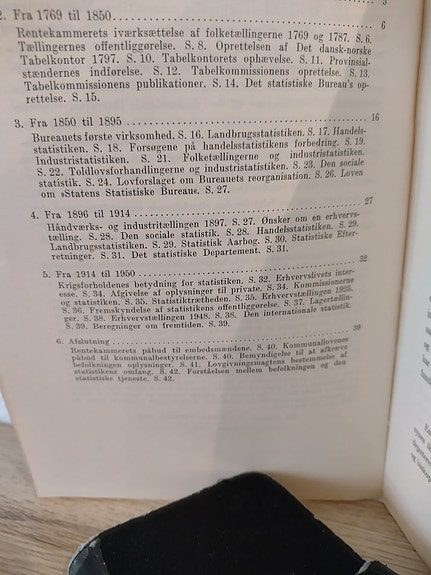 5
2. Fra 1769 til 1850
6
Rentekammerets iværksættelse af folketællingerne 1769 og 1787. S. 6.
Tællingernes offentliggørelse. S. 8. Oprettelsen af Det dansk-norske
Tabelkontor 1797. S. 10. Tabelkontorets ophævelse. S. 11. Provinsial-
stændernes indførelse. S. 12. Tabelkommissionens oprettelse. S. 13.
Tabelkommissionens publikationer. S. 14. Det statistiske Bureau's op-
rettelse. S. 15.
3. Fra 1850 til 1895 16
Bureauets første virksomhed. S. 16. Landbrugsstatistiken. S. 17. Handels-
statistiken. S. 18. Forsøgene på handelsstatistikens forbedring. S. 19.
Industristatistiken. S. 21. Folketællingerne og industristatistiken.
S. 22. Toldlovsforhandlingerne og industristatistiken. S. 23. Den sociale
statistik. S. 24. Lovforslaget om Bureauets reorganisation. S. 26. Loven
om »Statens Statistiske Bureau«. S. 27.
4. Fra 1896 til 1914 27
Håndværks- og industritællingen 1897. S. 27. Ønsker om en erhvervs-
tælling. S. 28. Den sociale statistik. S. 28. Handelsstatistiken. S. 29.
Landbrugsstatistiken. S. 29. Statistisk Aarbog. S. 30. Statistiske Efter-
retninger. S. 31. Det statistiske Departement. S. 31.
5. Fra 1914 til 1950 32
Krigsforholdenes betydning for statistiken. S. 32. Erhvervslivets inter-
esse. S. 34. Afgivelse af oplysninger til private. S. 34. Kommissionerne
og statistiken. S. 35. Statistiktrætheden. S. 35. Erhvervstællingen 1925.
S. 36. Fremskyndelse af statistikens offentliggørelse. S. 37. Lagertællin-
ger. S. 38. Erhvervstællingen 1948. S. 38. Den internationale statistik.
S. 39. Beregninger om fremtiden. S. 39.
6. Afslutning 39
Rentekammerets påbud til embedsmændene. S. 40. Kommunallovenes
påbud til kommunalbestyrelserne. S. 40. Bemyndigelse til at afkræve
befolkningen oplysninger. S. 41. Lovgivningsmagtens bestemmelse af
statistikens omfang. S. 42. Forståelsen mellem befolkningen og den
statistiske tjeneste. S. 42.